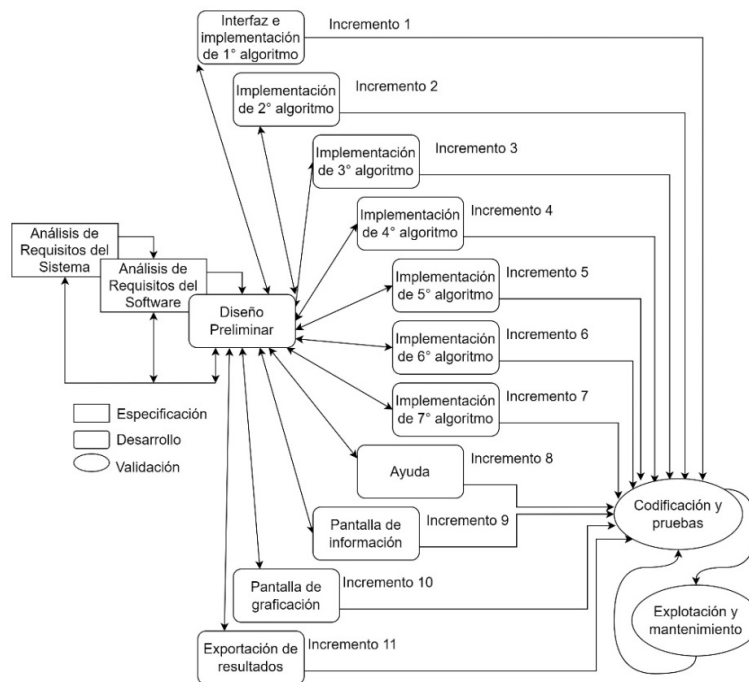 Interfaz e
implementación
de 1° algoritmo
Incremento 1
Implementación
de 2° algoritmo
Incremento 2
Implementación
de 3° algoritmo
Incremento 3
Implementación
de 4° algoritmo
Incremento 4
Análisis de
Requisitos del
Sistema
Análisis de
Requisitos del
Software
Diseño
Preliminar
Implementación
de 5° algoritmo
Incremento 5
Implementación
de 6° algoritmo
Incremento 6
Implementación
de 7° algoritmo
Incremento 7
Especificación
Desarrollo
Validación
Ayuda
Incremento 8
Pantalla de
información
Incremento 9
Pantalla de
graficación
Incremento 10
Exportación de
resultados
Incremento 11
Codificación y
pruebas
Explotación y
mantenimiento